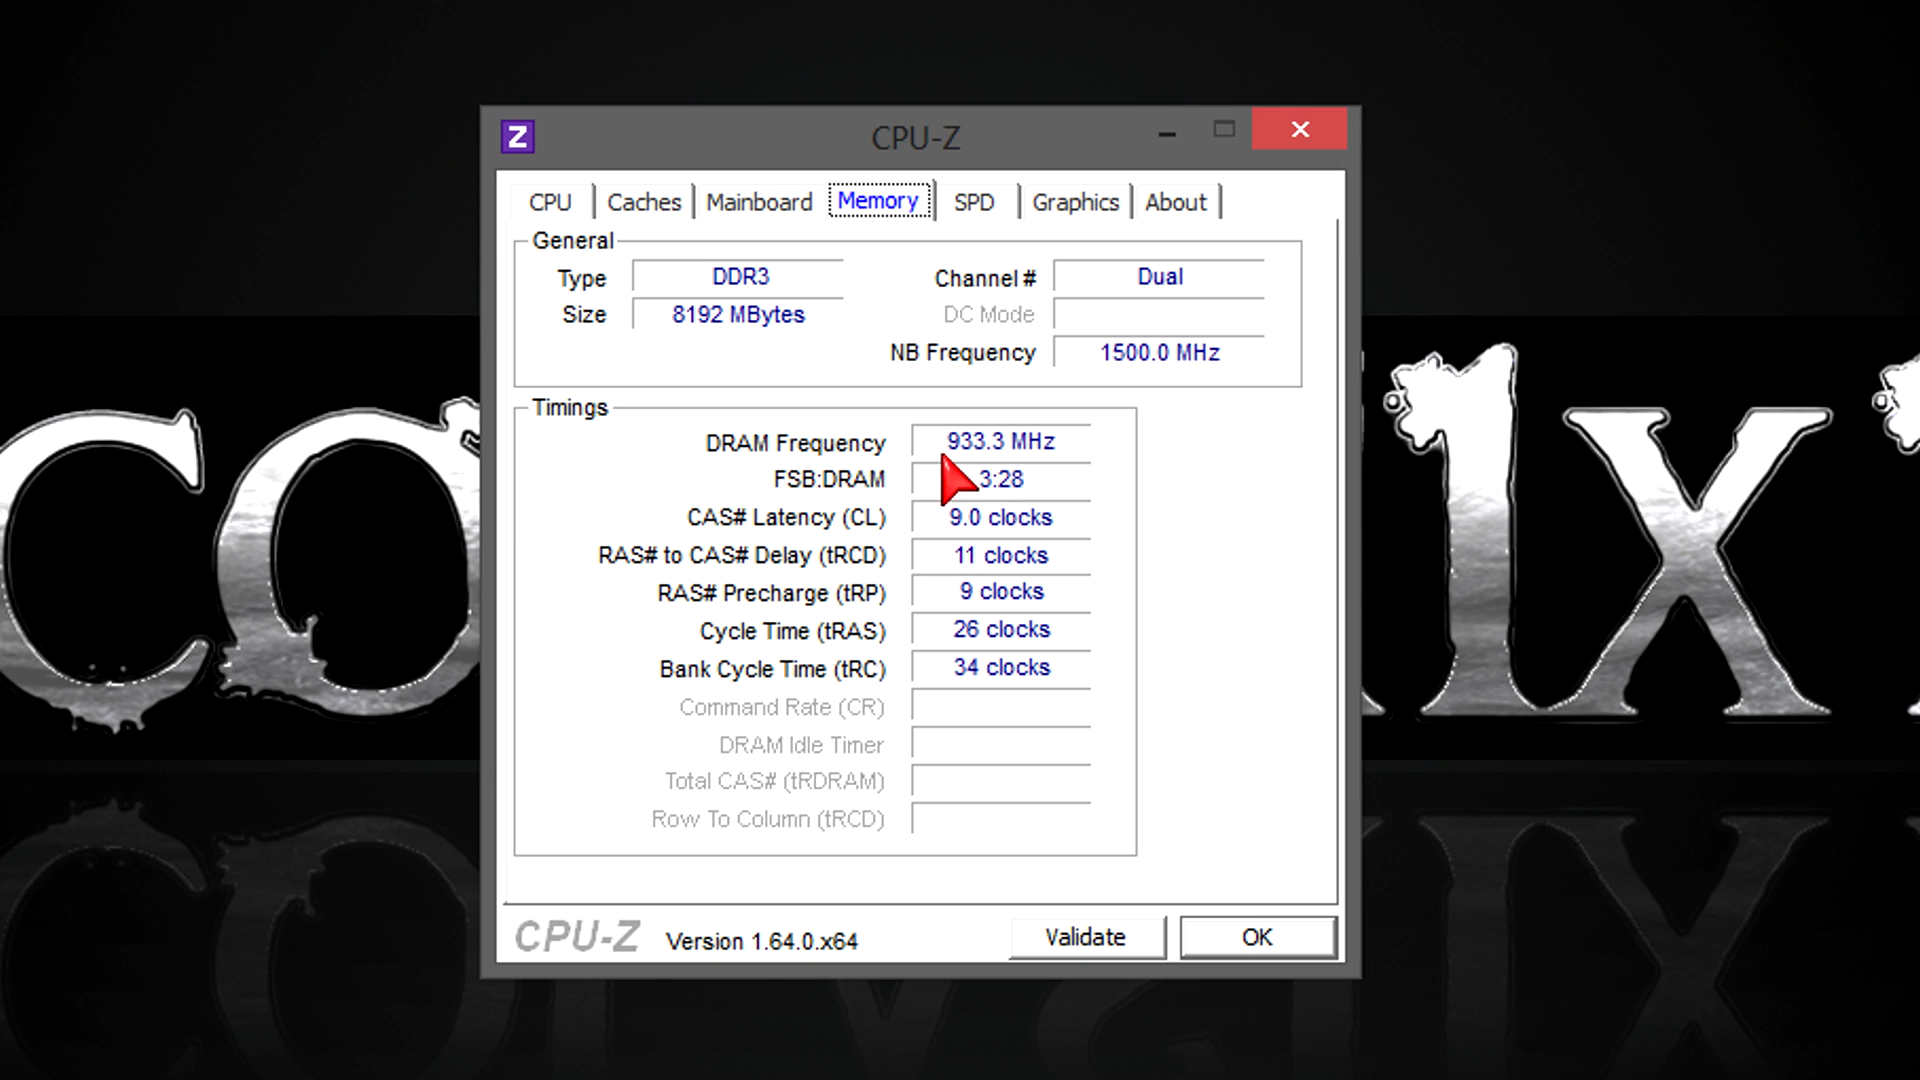 CPU-Z
CPU Caches Mainboard Memory SPD Graphics About
General
Type DDR3 Channel # Dual
Size 8192 MBytes DC Mode
NB Frequency 1500.0 MHz
Timings
DRAM Frequency 933.3 MHz
FSB:DRAM 3:28
CAS# Latency (CL) 9.0 clocks
RAS# to CAS# Delay (tRCD) 11 clocks
RAS# Precharge (tRP) 9 clocks
Cycle Time (tRAS) 26 clocks
Bank Cycle Time (tRC) 34 clocks
Command Rate (CR)
DRAM Idle Timer
Total CAS# (tRDRAM)
Row To Column (tRCD)
CPU-Z Version 1.64.0.x64 Validate OK